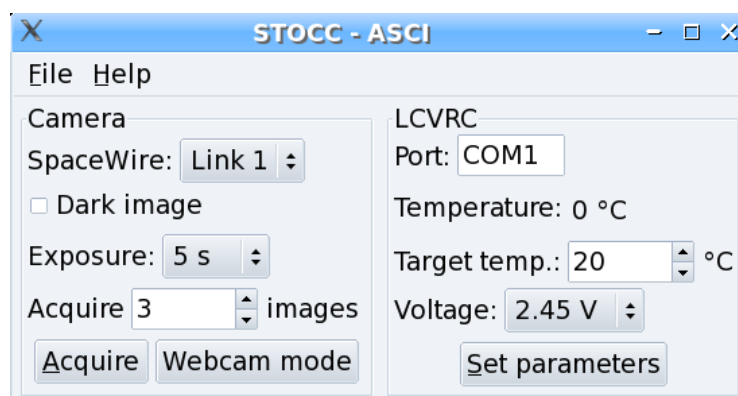 STOCC - ASCI
File Help
Camera
SpaceWire: Link 1
Dark image
Exposure: 5 s
Acquire 3 images
Acquire Webcam mode
LCVRC
Port: COM1
Temperature: 0 °C
Target temp.: 20 °C
Voltage: 2.45 V
Set parameters